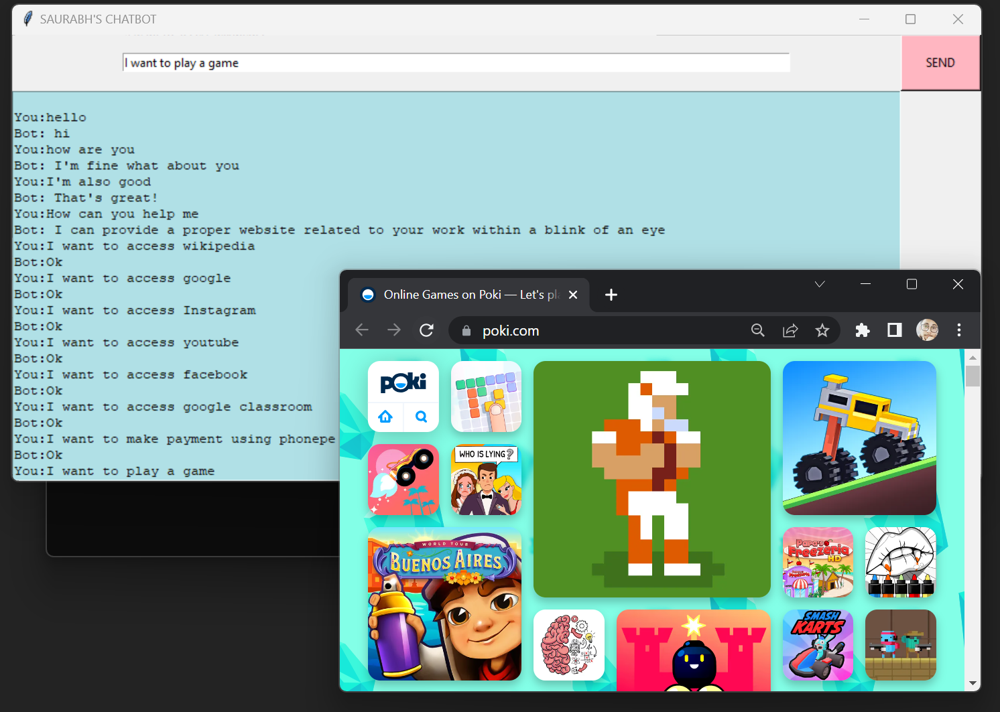 SAURABH'S CHATBOT
I want to play a game
SEND
You:hello
Bot: hi
You:how are you
Bot: I'm fine what about you
You:I'm also good
Bot: That's great!
You:How can you help me
Bot: I can provide a proper website related to your work within a blink of an eye
You:I want to access wikipedia
Bot:Ok
You:I want to access google
Bot:Ok
You:I want to access Instagram
Bot:Ok
You:I want to access youtube
Bot:Ok
You:I want to access facebook
Bot:Ok
You:I want to access google classroom
Bot:Ok
You:I want to make payment using phonepe
Bot:Ok
You:I want to play a game
Online Games on Poki — Let's pl
poki.com
poki
WHO IS LYING?
WORLD TOUR
BUENOS AIRES
Papa's
Freezeria
HD
SMASH
KARTS